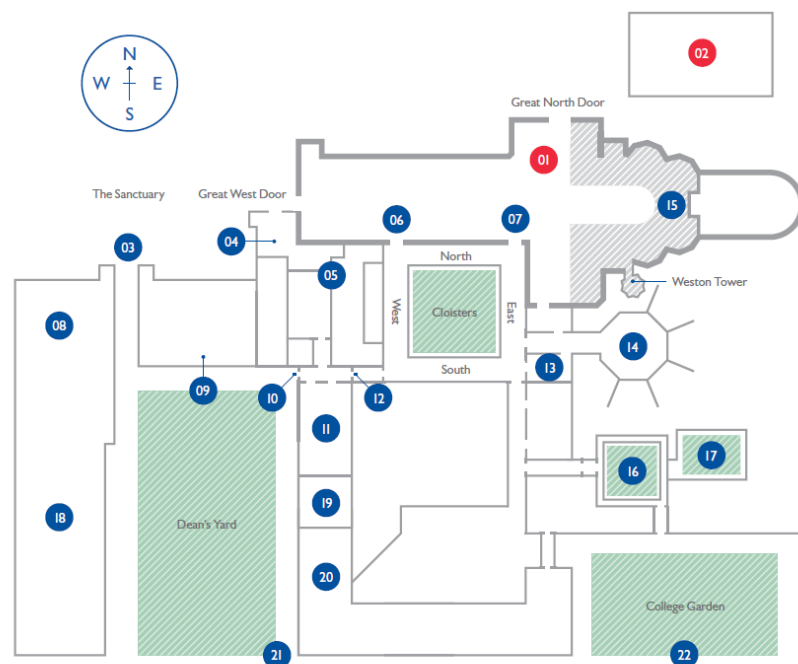 N
W E
S
02
Great North Door
01
The Sanctuary
Great West Door
15
06
07
04
03
North
05
Weston Tower
West
Cloisters
East
08
14
09
South
13
10
12
11
17
16
19
18
Dean's Yard
20
College Garden
21
22